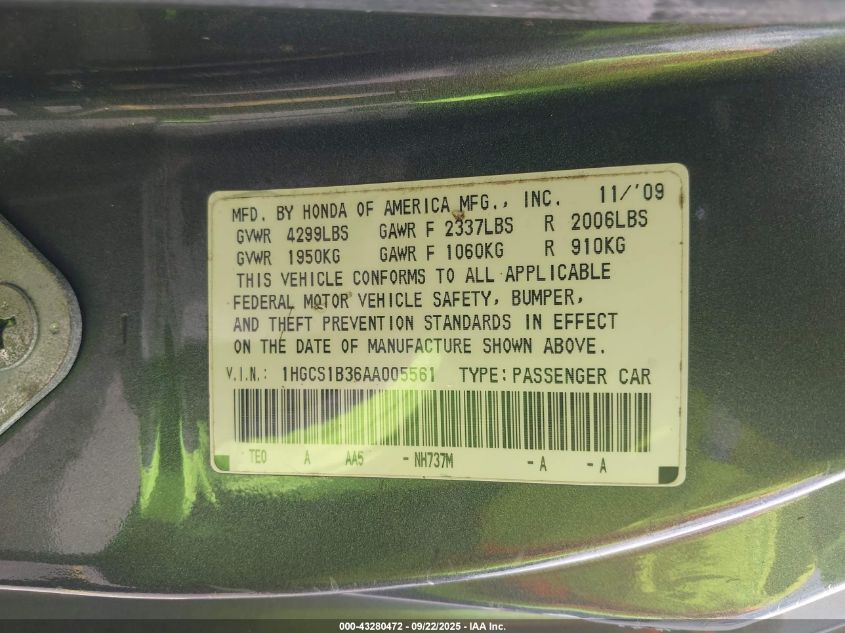 MFD. BY HONDA OF AMERICA MFG., INC. 11/'09
GVWR 4299LBS GAWR F 2337LBS R 2006LBS
GVWR 1950KG GAWR F 1060KG R 910KG
THIS VEHICLE CONFORMS TO ALL APPLICABLE
FEDERAL MOTOR VEHICLE SAFETY, BUMPER,
AND THEFT PREVENTION STANDARDS IN EFFECT
ON THE DATE OF MANUFACTURE SHOWN ABOVE.
V.I.N.: 1HGCS1B36AA005561 TYPE: PASSENGER CAR
TE0 A AA5 -NH737M -A -A
000-43280472 - 09/22/2025 - IAA Inc.